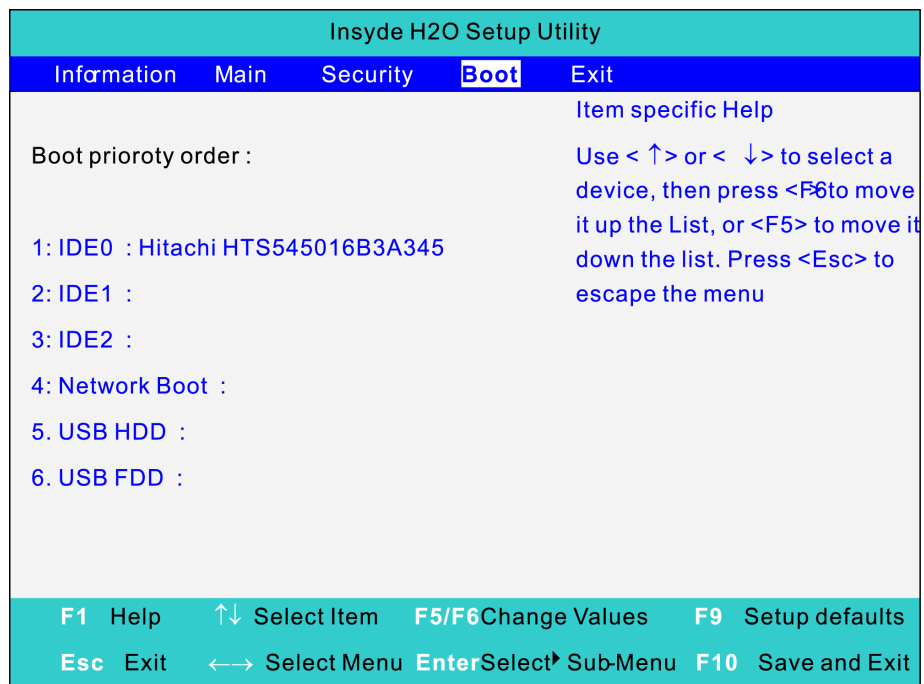 Insyde H2O Setup Utility
Information Main Security Boot Exit
Item specific Help
Boot prioroty order :
Use < ↑> or < ↓> to select a
device, then press <F6>to move
it up the List, or <F5> to move it
down the list. Press <Esc> to
escape the menu
1: IDE0 : Hitachi HTS545016B3A345
2: IDE1 :
3: IDE2 :
4: Network Boot :
5. USB HDD :
6. USB FDD :
F1 Help ↑↓ Select Item F5/F6Change Values F9 Setup defaults
Esc Exit ←→ Select Menu EnterSelect▶ Sub-Menu F10 Save and Exit